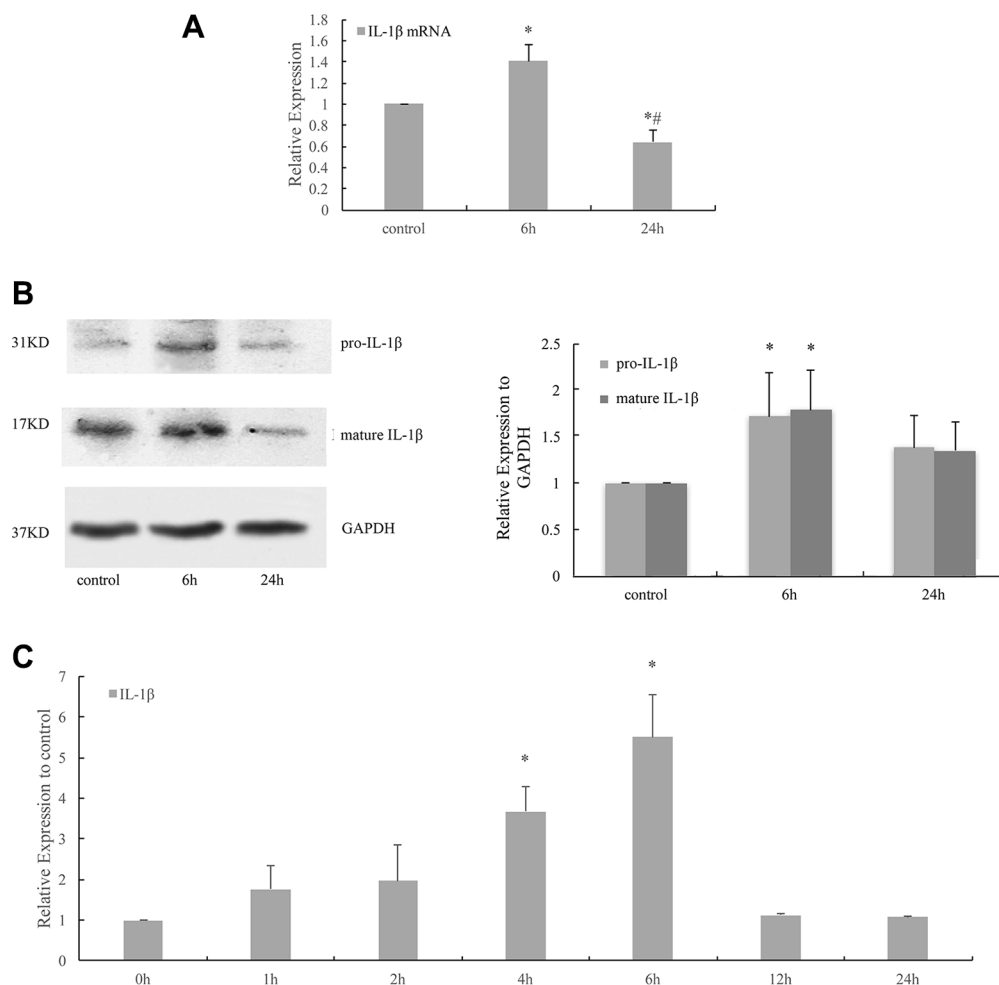 A
IL-1β mRNA
Relative Expression
1.8
1.6
1.4
1.2
1
0.8
0.6
0.4
0.2
0
*
*#
control 6h 24h
B
31KD pro-IL-1β
17KD mature IL-1β
37KD GAPDH
control 6h 24h
Relative Expression to
GAPDH
2.5
2
1.5
1
0.5
0
pro-IL-1β
mature IL-1β
* *
control 6h 24h
C
IL-1β
Relative Expression to control
7
6
5
4
3
2
1
0
*
*
0h 1h 2h 4h 6h 12h 24h